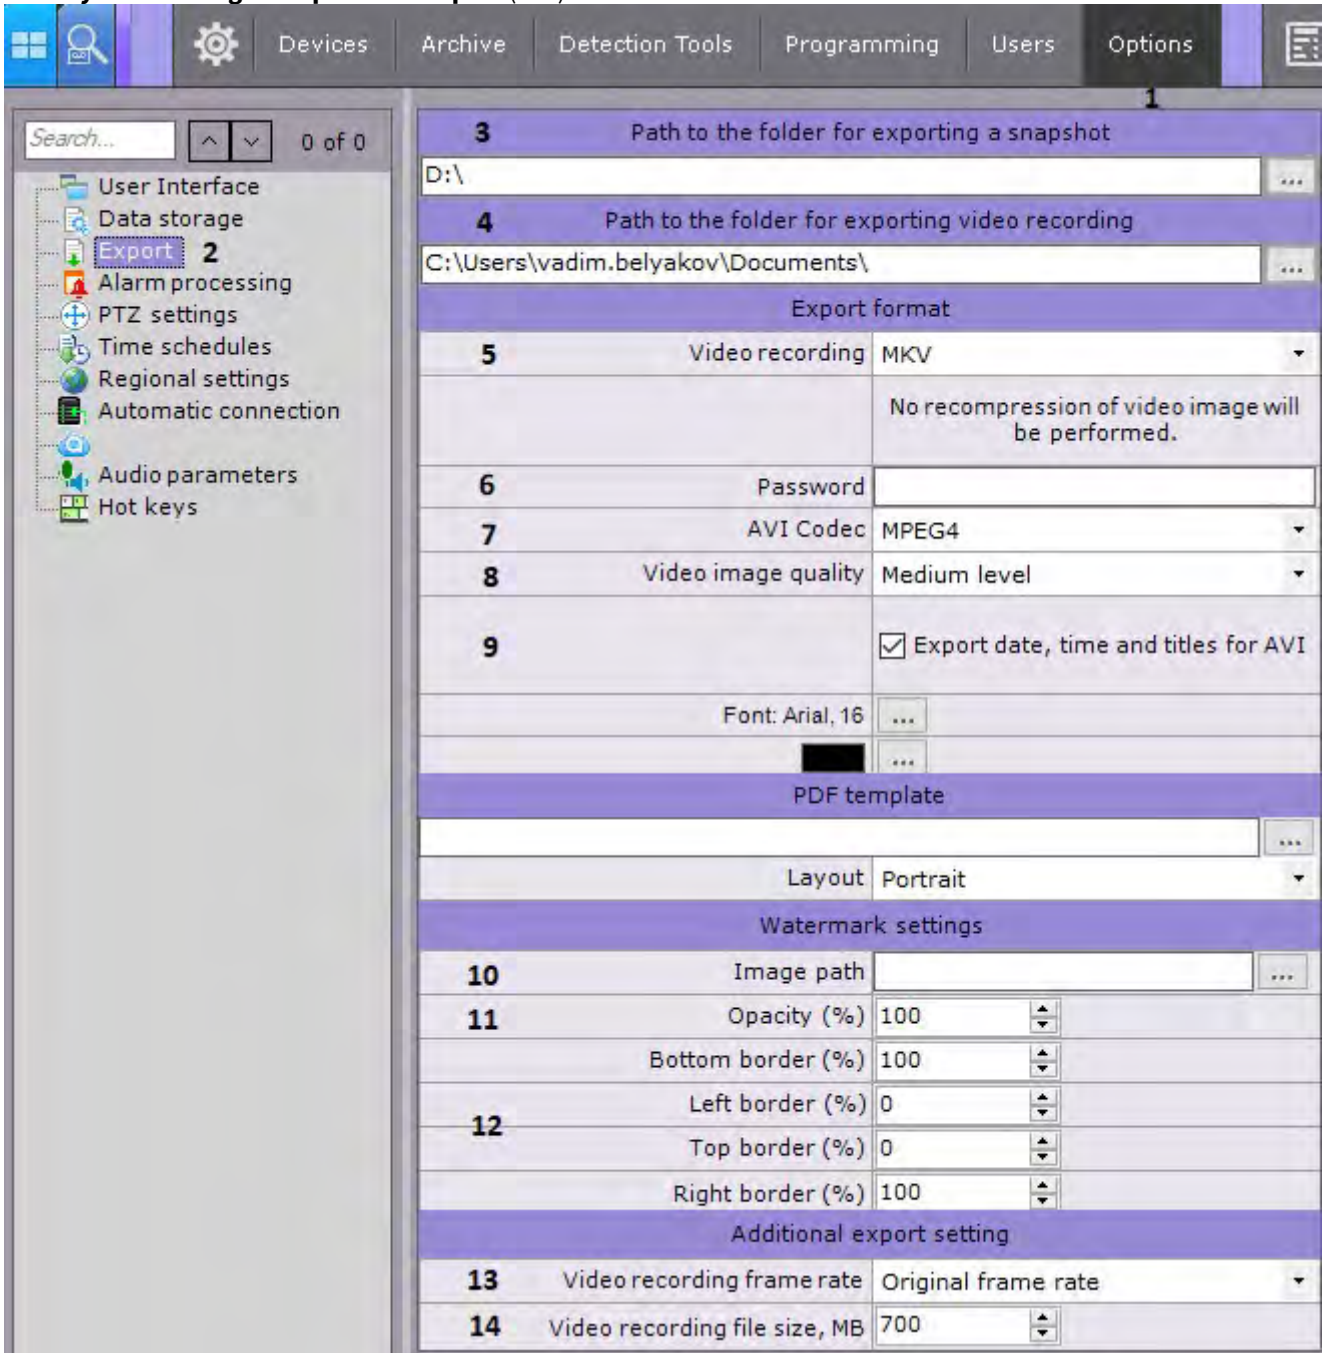 Devices Archive Detection Tools Programming Users Options
1
Search... 0 of 0
User Interface
Data storage
Export 2
Alarm processing
PTZ settings
Time schedules
Regional settings
Automatic connection
Audio parameters
Hot keys
3 Path to the folder for exporting a snapshot
D:\ ...
4 Path to the folder for exporting video recording
C:\Users\vadim.belyakov\Documents\ ...
Export format
5 Video recording MKV
No recompression of video image will
be performed.
6 Password
7 AVI Codec MPEG4
8 Video image quality Medium level
9 Export date, time and titles for AVI
Font: Arial, 16 ...
...
PDF template
...
Layout Portrait
Watermark settings
10 Image path ...
11 Opacity (%) 100
Bottom border (%) 100
Left border (%) 0
12
Top border (%) 0
Right border (%) 100
Additional export setting
13 Video recording frame rate Original frame rate
14 Video recording file size, MB 700